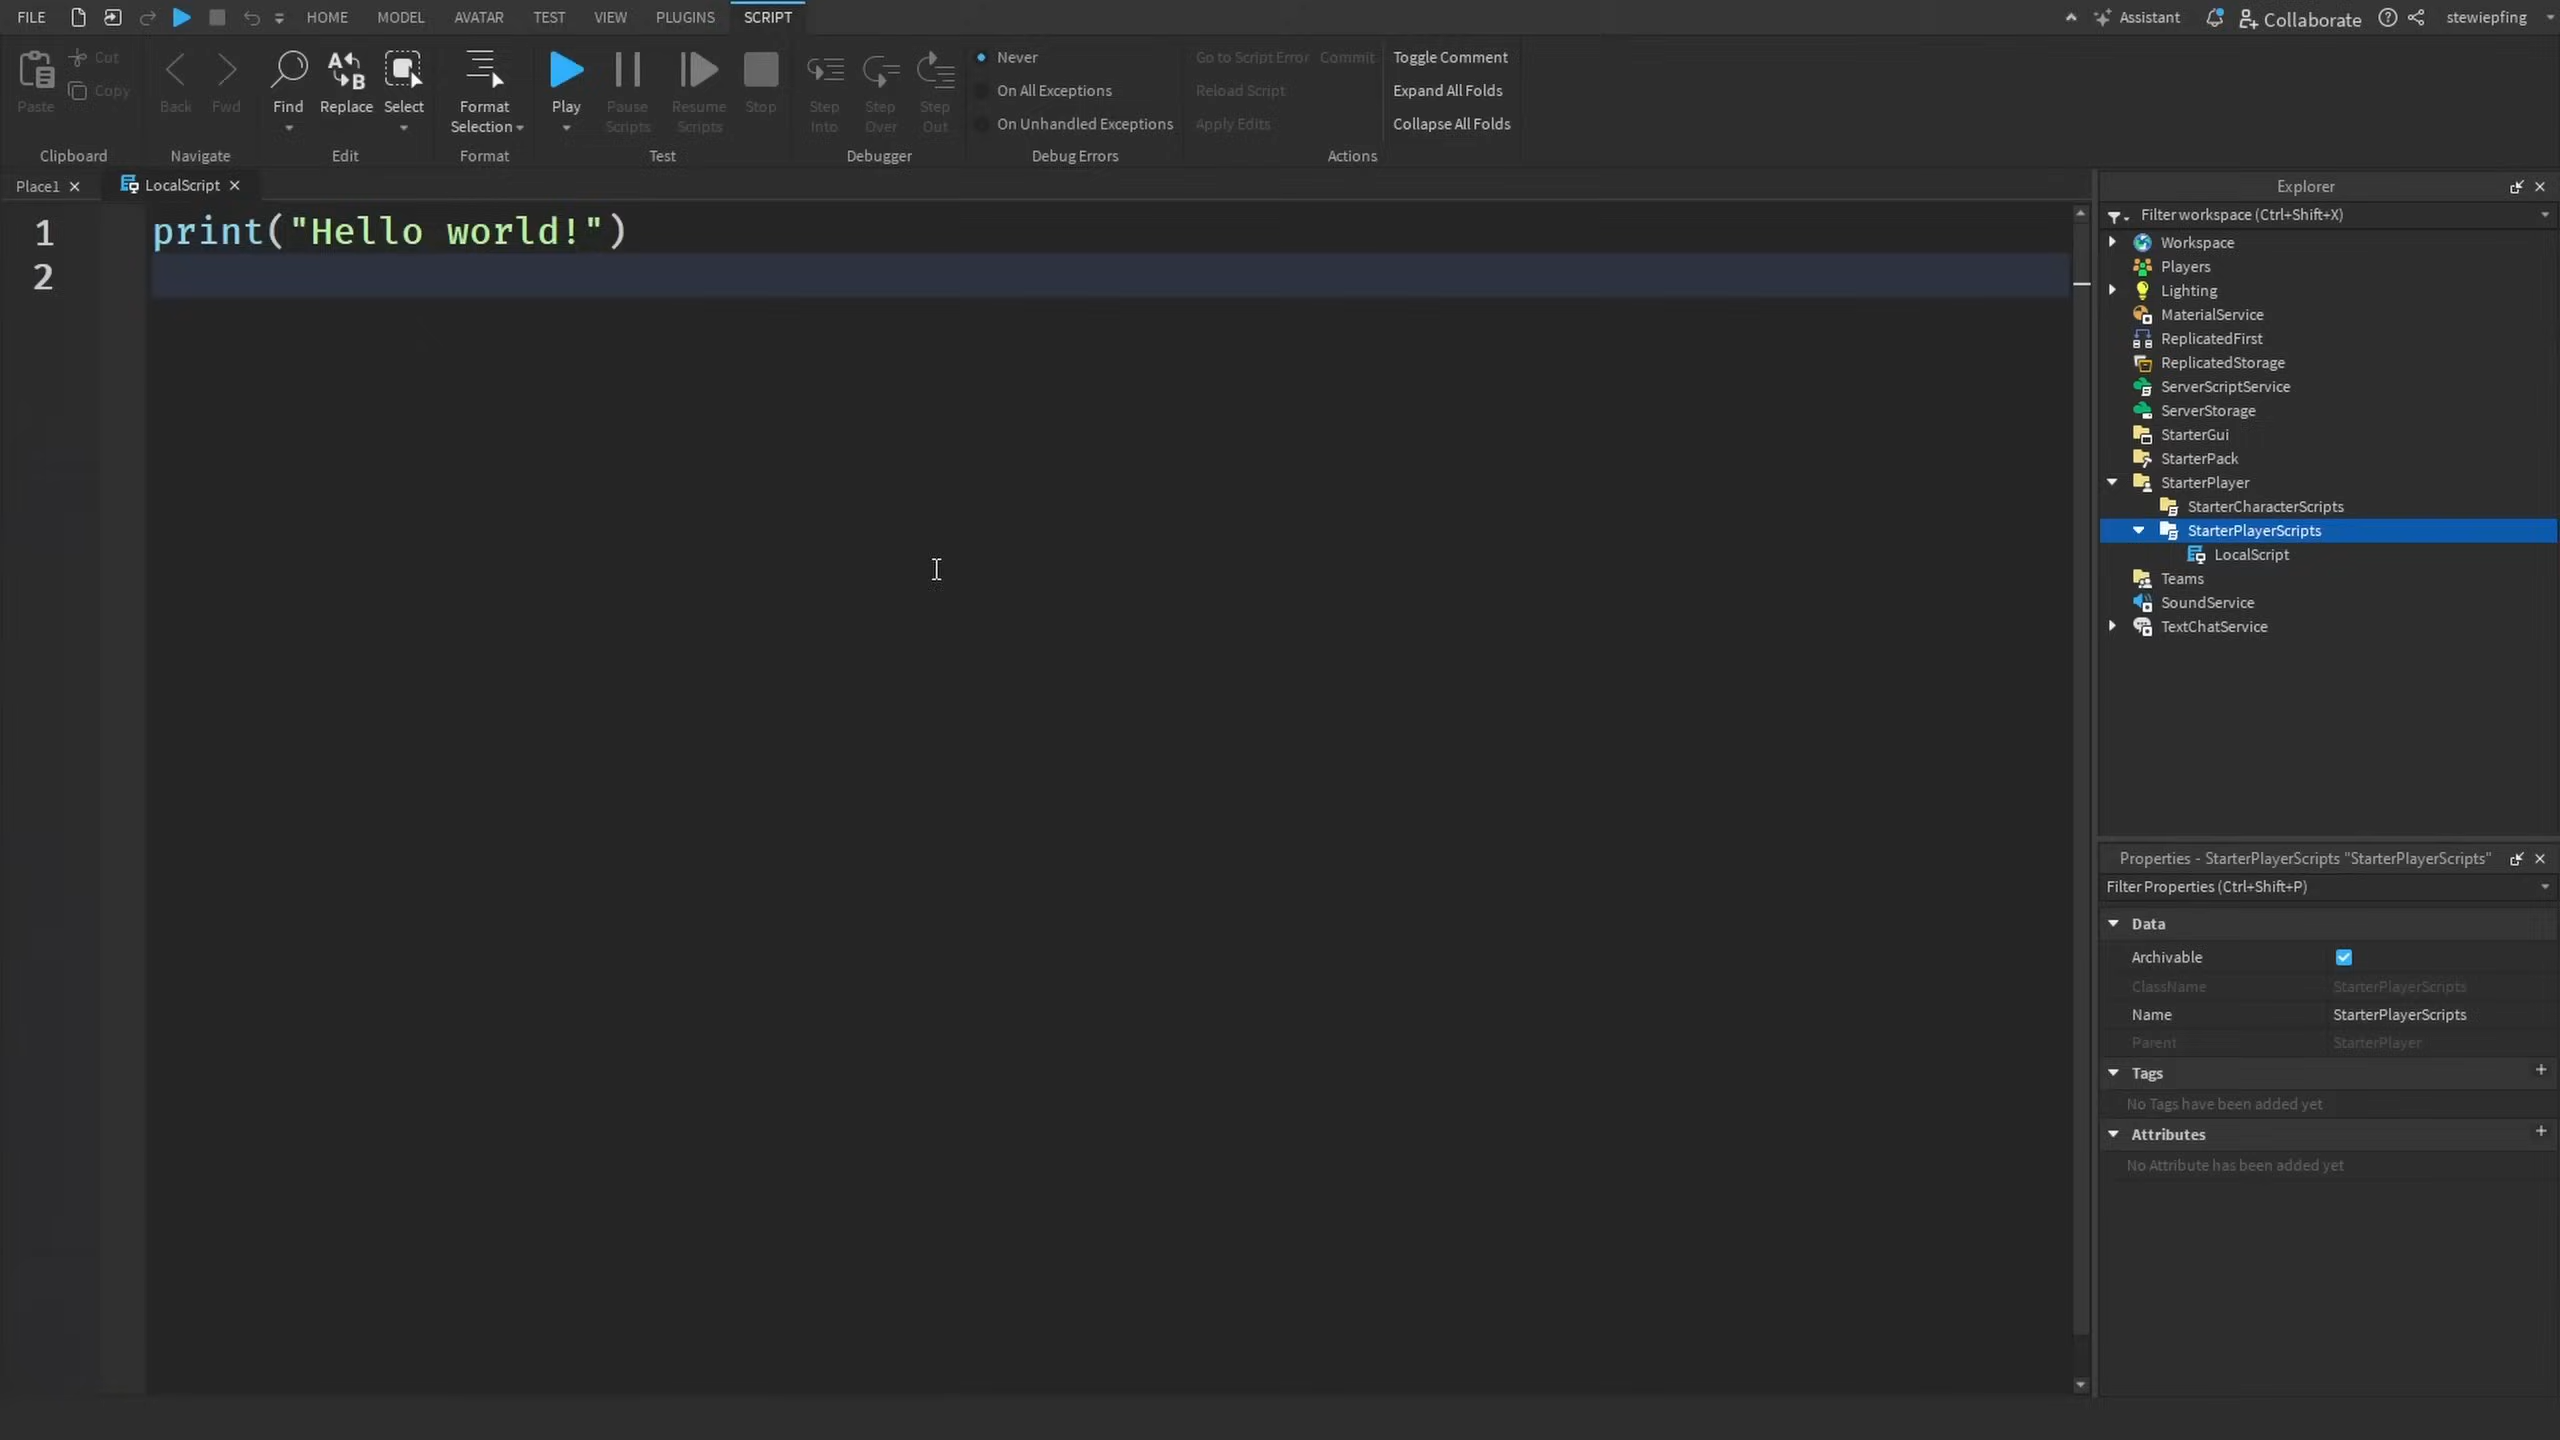 FILE HOME MODEL AVATAR TEST VIEW PLUGINS SCRIPT Assistant Collaborate stewiepfing
Paste Cut Copy
Back Fwd
Find Replace Select
Format Selection
Play Pause Scripts Resume Scripts Stop
Step Into Step Over Step Out
Never
On All Exceptions
On Unhandled Exceptions
Go to Script Error Commit
Reload Script
Apply Edits
Toggle Comment
Expand All Folds
Collapse All Folds
Clipboard Navigate Edit Format Test Debugger Debug Errors Actions
Place1 LocalScript
1 print("Hello world!")
2
Explorer
Filter workspace (Ctrl+Shift+X)
Workspace
Players
Lighting
MaterialService
ReplicatedFirst
ReplicatedStorage
ServerScriptService
ServerStorage
StarterGui
StarterPack
StarterPlayer
StarterCharacterScripts
StarterPlayerScripts
LocalScript
Teams
SoundService
TextChatService
Properties - StarterPlayerScripts "StarterPlayerScripts"
Filter Properties (Ctrl+Shift+P)
Data
Archivable
ClassName StarterPlayerScripts
Name StarterPlayerScripts
Parent StarterPlayer
Tags
No Tags have been added yet
Attributes
No Attribute has been added yet